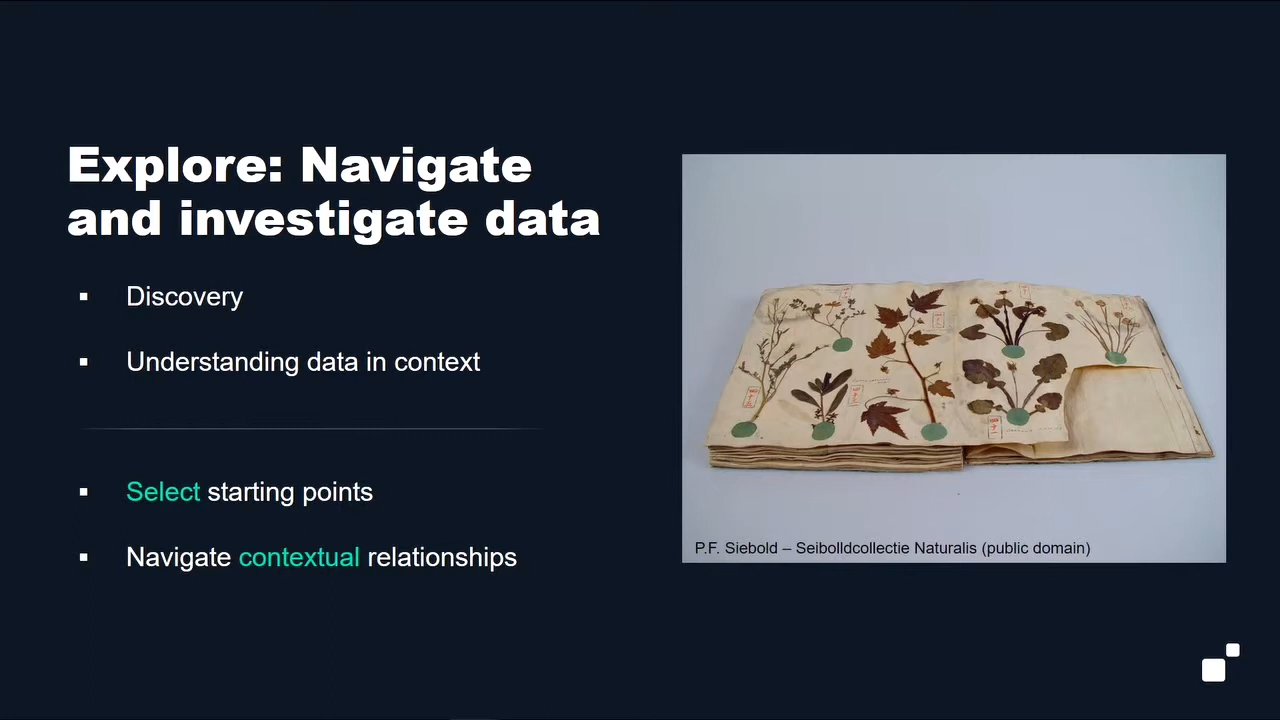 Explore: Navigate
and investigate data
Discovery
Understanding data in context
Select starting points
Navigate contextual relationships
P.F. Siebold – Seibolldcollectie Naturalis (public domain)